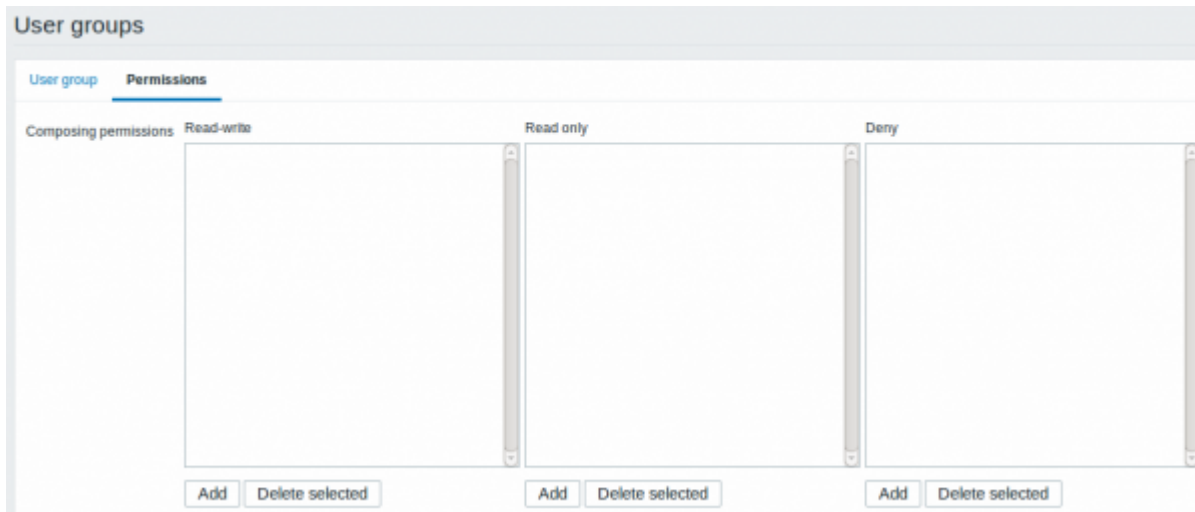 User groups
User group Permissions
Composing permissions Read-write Read only Deny
Add Delete selected Add Delete selected Add Delete selected